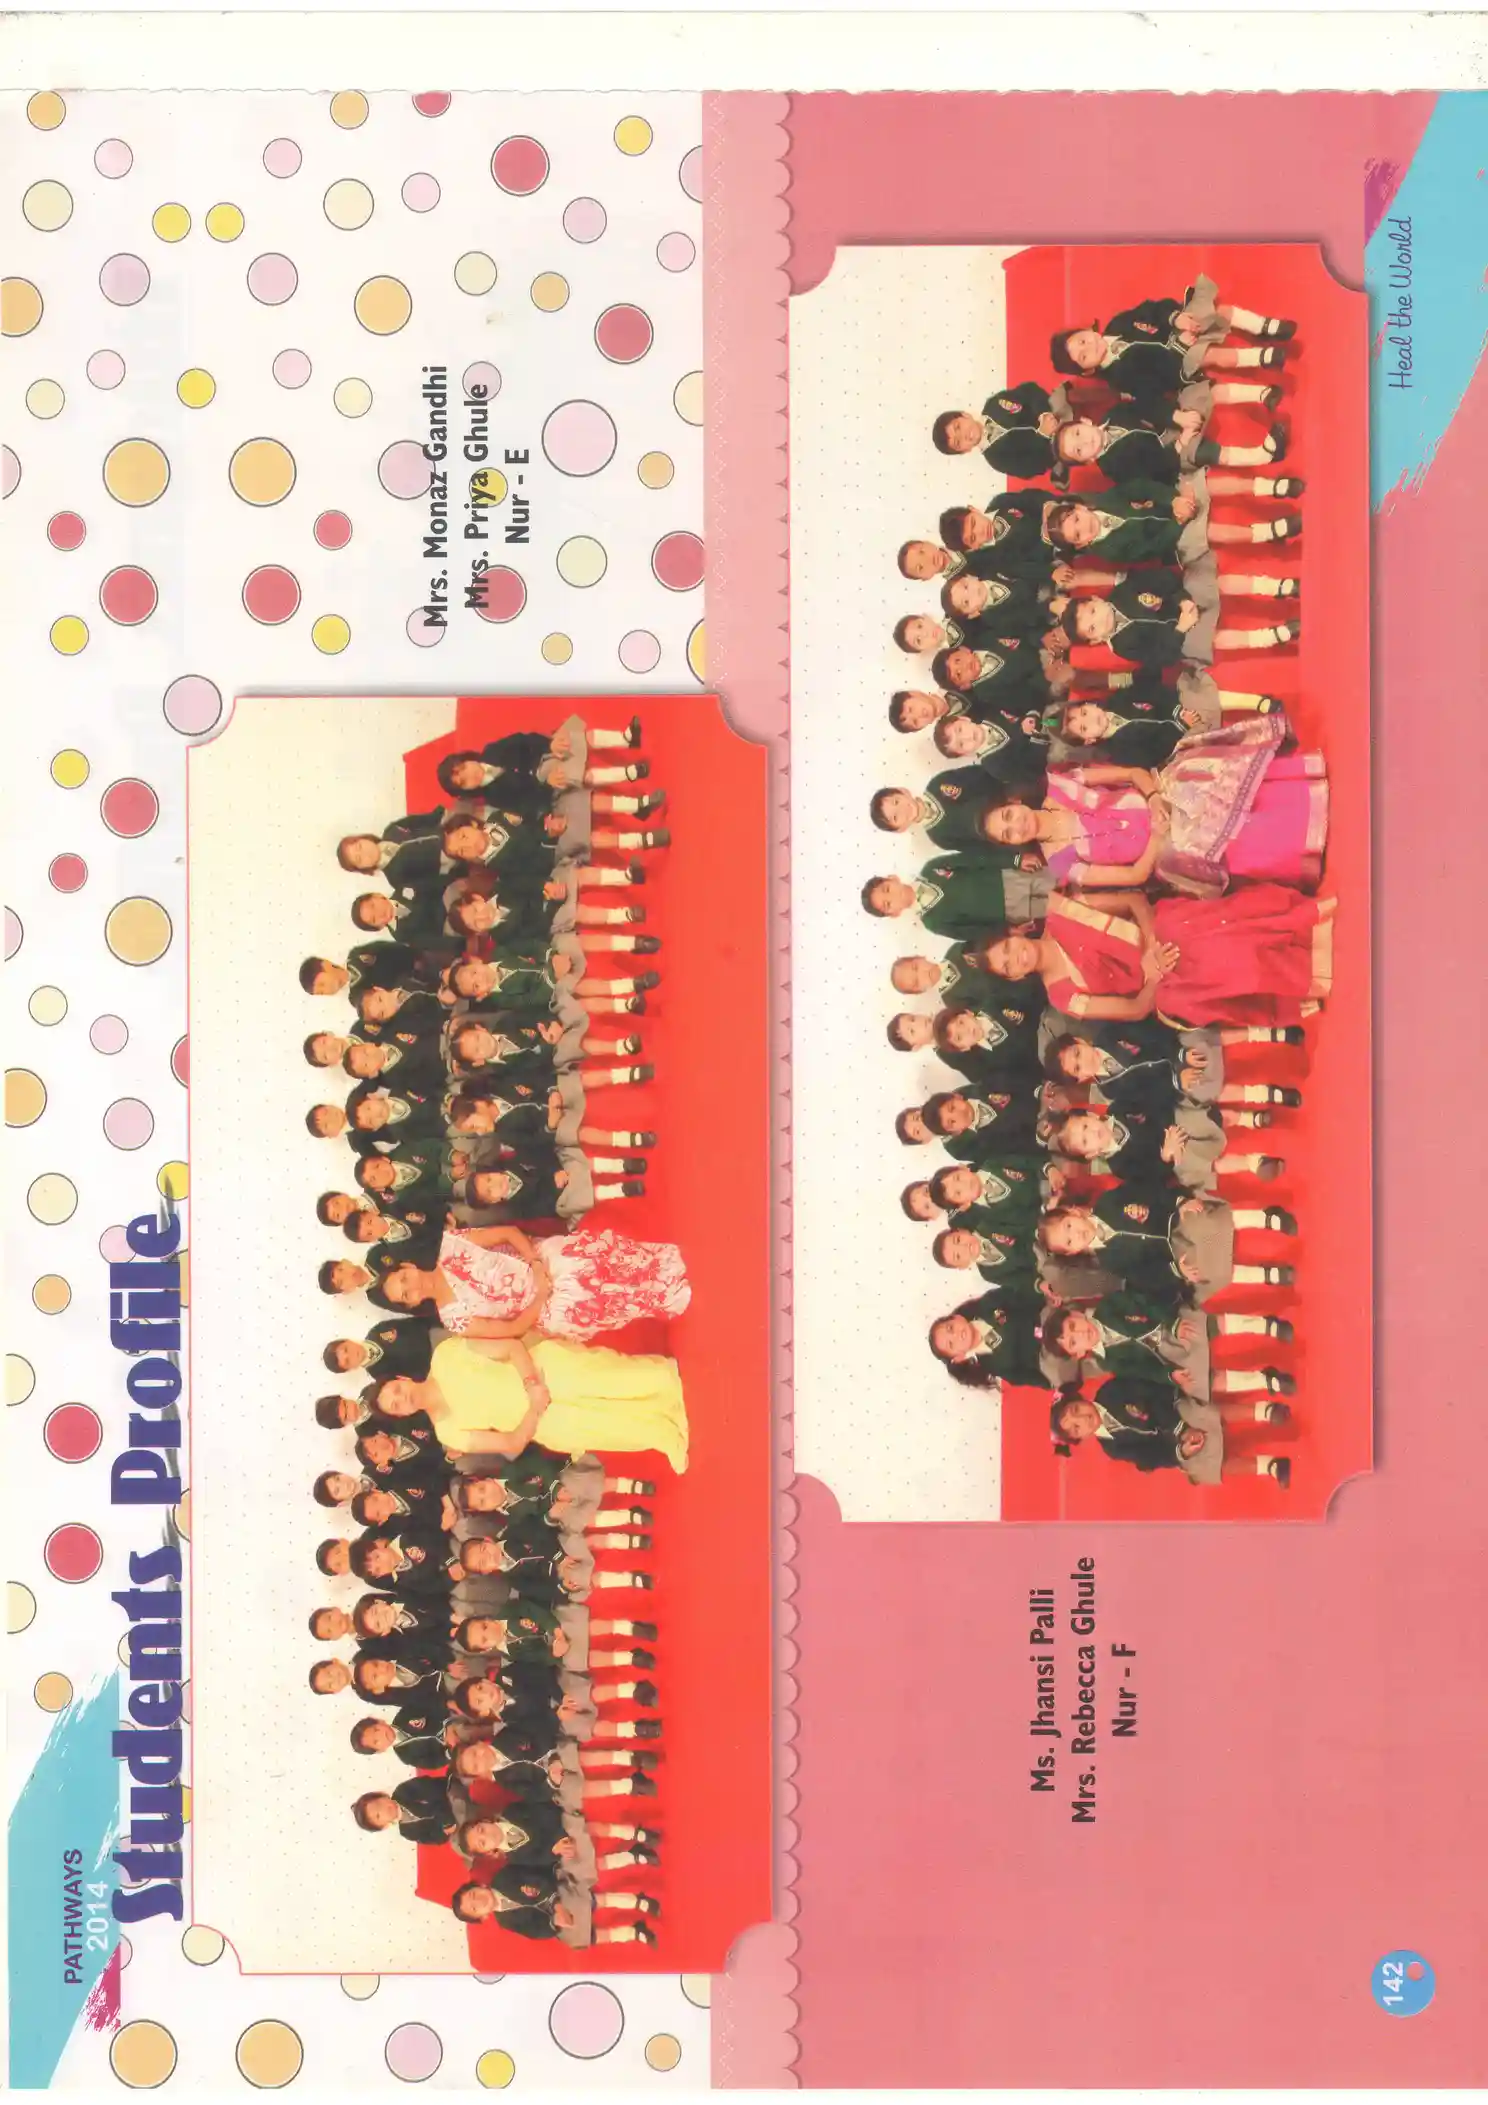 PATHWAYS
2014
Students Profile
Mrs. Monaz Gandhi
Mrs. Priya Ghule
Nur - E
Ms. Jhansi Palli
Mrs. Rebecca Ghule
Nur - F
142
Heal the World